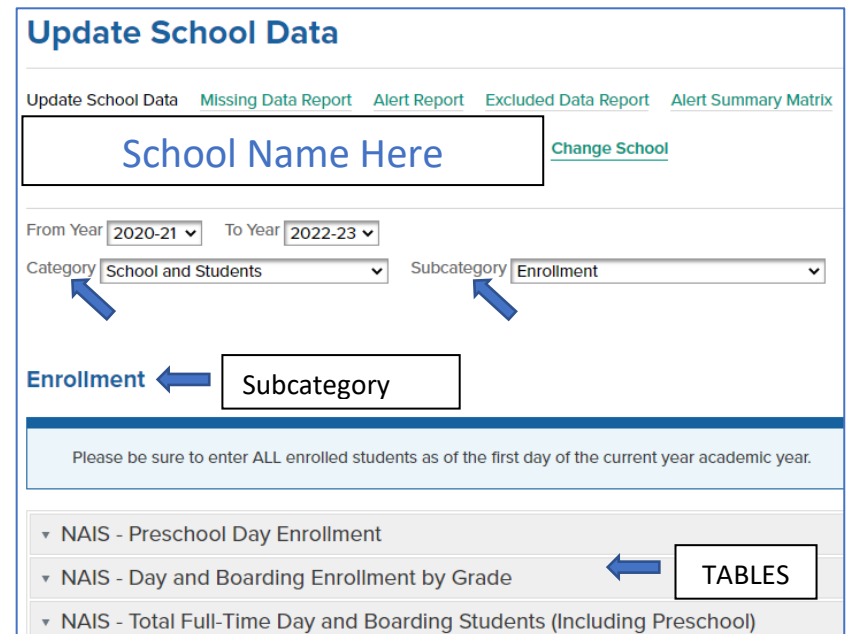 Update School Data
Update School Data Missing Data Report Alert Report Excluded Data Report Alert Summary Matrix
School Name Here Change School
From Year 2020-21 To Year 2022-23
Category School and Students Subcategory Enrollment
Enrollment Subcategory
Please be sure to enter ALL enrolled students as of the first day of the current year academic year.
NAIS - Preschool Day Enrollment
NAIS - Day and Boarding Enrollment by Grade TABLES
NAIS - Total Full-Time Day and Boarding Students (Including Preschool)